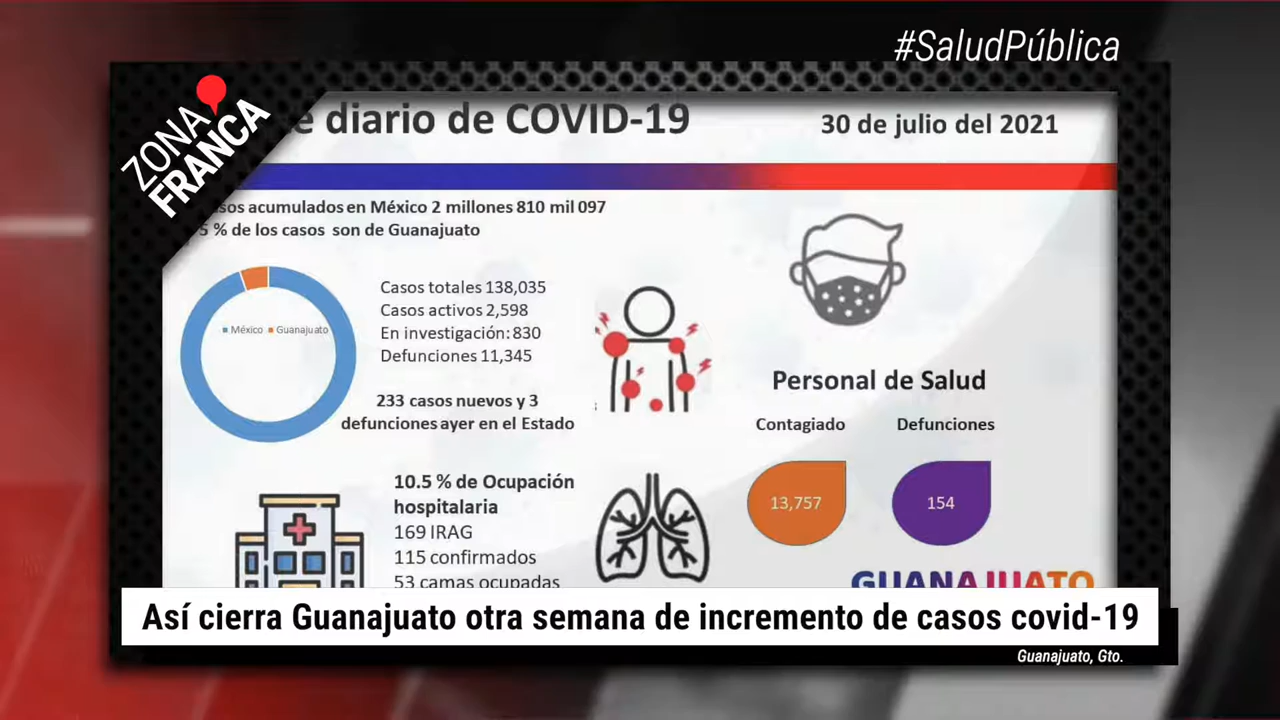 #SaludPública
ZONA
FRANCA
diario de COVID-19
30 de julio del 2021
acumulados en México 2 millones 810 mil 097
5 % de los casos son de Guanajuato
México Guanajuato
Casos totales 138,035
Casos activos 2,598
En investigación: 830
Defunciones 11,345
233 casos nuevos y 3
defunciones ayer en el Estado
10.5 % de Ocupación
hospitalaria
169 IRAG
115 confirmados
53 camas ocupadas
Personal de Salud
Contagiado Defunciones
13,757 154
GUANAJUATO
Así cierra Guanajuato otra semana de incremento de casos covid-19
Guanajuato, Gto.